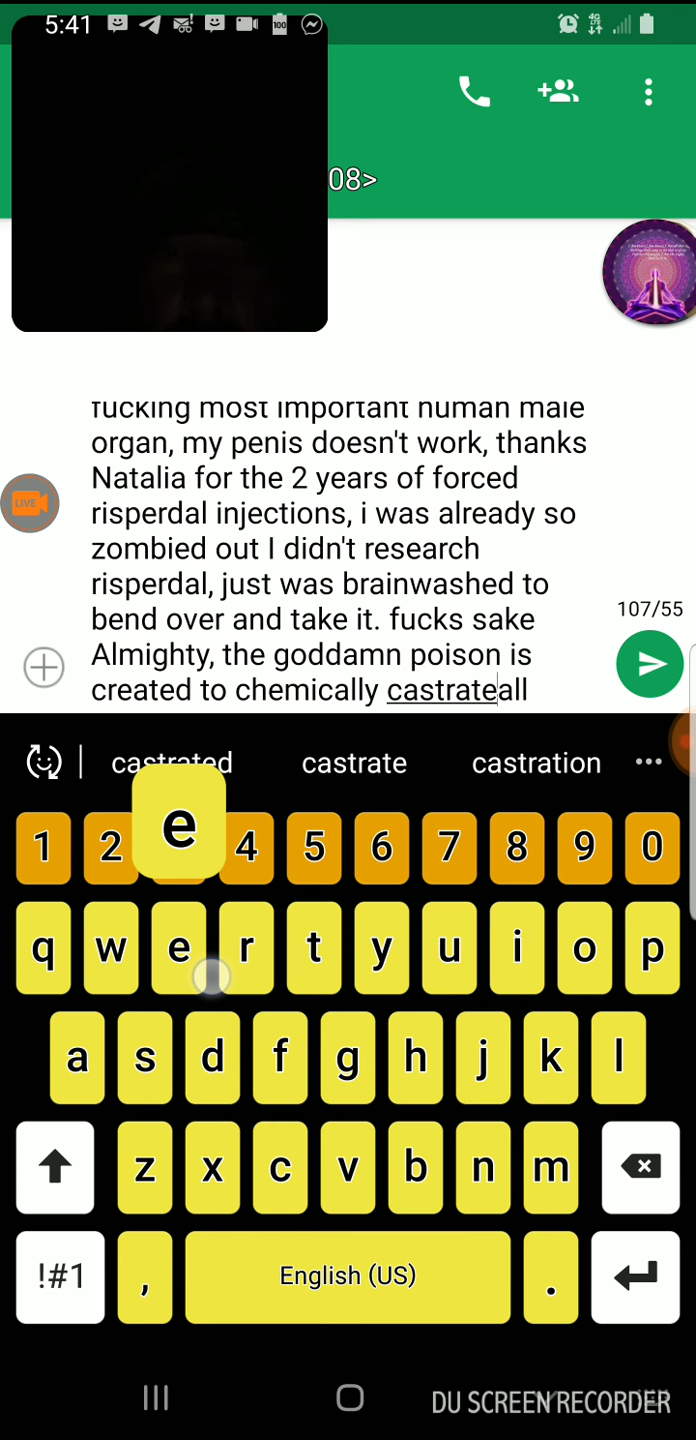 5:41
100
4G
08>
fucking most important human male
organ, my penis doesn't work, thanks
Natalia for the 2 years of forced
risperdal injections, i was already so
zombied out I didn't research
risperdal, just was brainwashed to
bend over and take it. fucks sake
Almighty, the goddamn poison is
created to chemically castrateall
LIVE
107/55
castrated castrate castration
e
1 2 4 5 6 7 8 9 0
q w e r t y u i o p
a s d f g h j k l
z x c v b n m
!#1 , English (US) .
DU SCREEN RECORDER